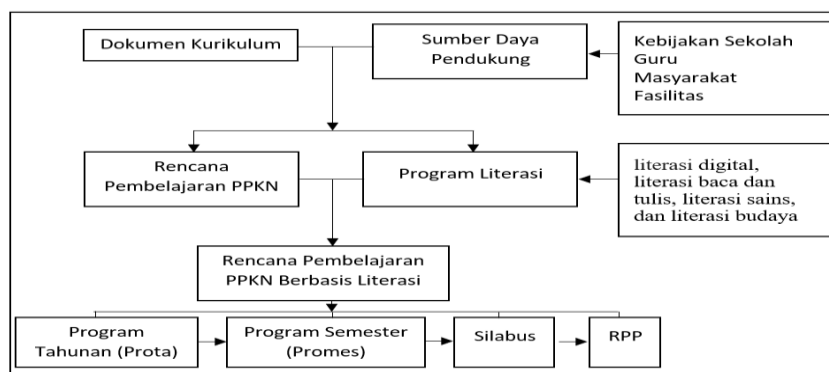 Dokumen Kurikulum
Sumber Daya
Pendukung
Kebijakan Sekolah
Guru
Masyarakat
Fasilitas
Rencana
Pembelajaran PPKN
Program Literasi
literasi digital,
literasi baca dan
tulis, literasi sains,
dan literasi budaya
Rencana Pembelajaran
PPKN Berbasis Literasi
Program
Tahunan (Prota)
Program Semester
(Promes)
Silabus
RPP